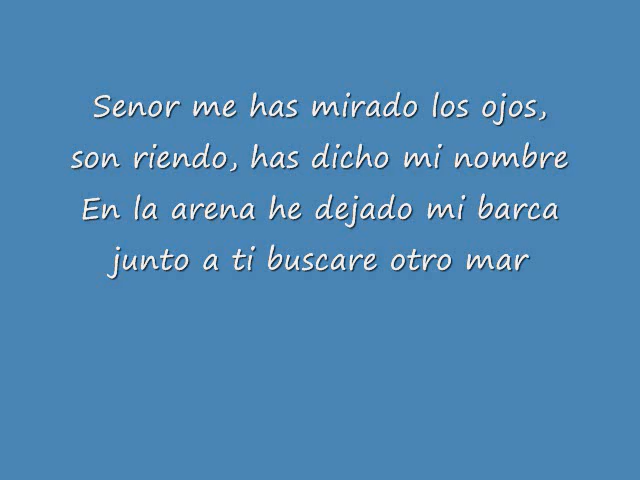 Senor me has mirado los ojos,
son riendo, has dicho mi nombre
En la arena he dejado mi barca
junto a ti buscare otro mar